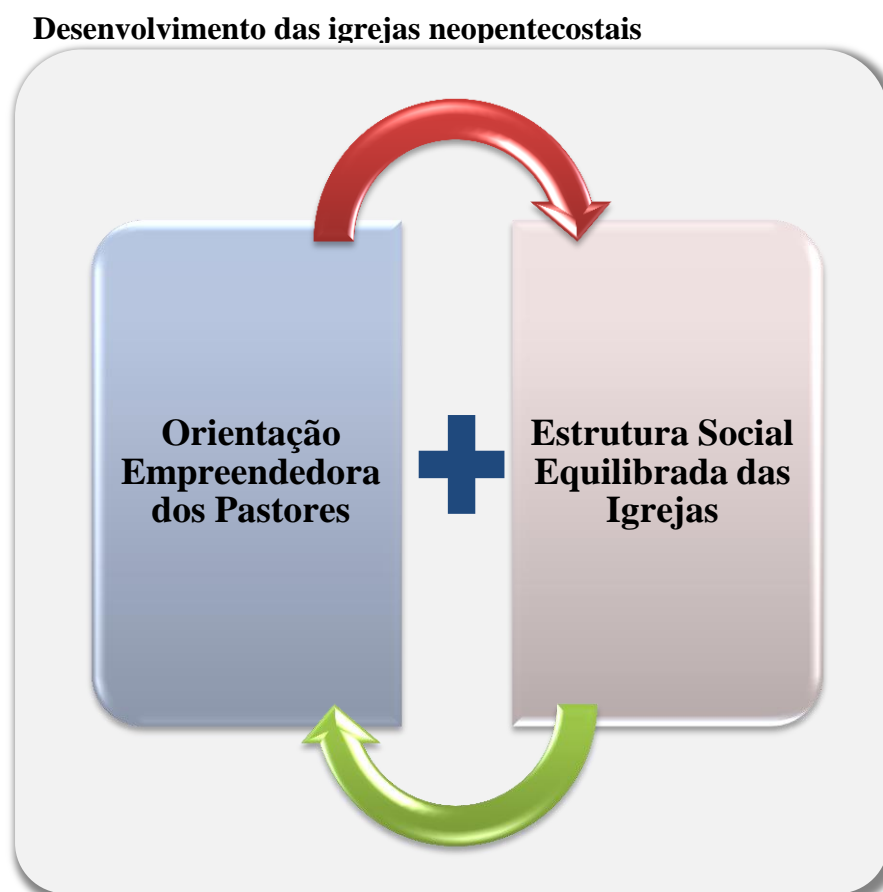 Desenvolvimento das igrejas neopentecostais
Orientação
Empreendedora
dos Pastores
Estrutura Social
Equilibrada das
Igrejas